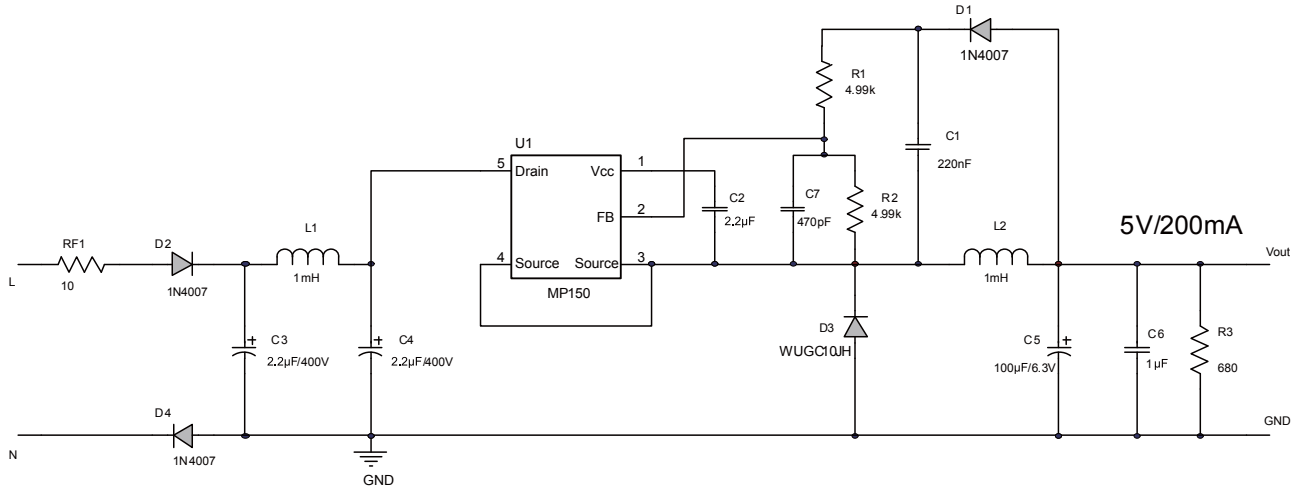 D1
1N4007
R1
4.99k
C1
220nF
U1
5
Drain
Vcc
1
FB
2
4
Source
Source
3
MP150
C2
2.2µF
C7
470pF
R2
4.99k
L2
1mH
5V/200mA
Vout
L
RF1
10
D2
1N4007
L1
1mH
C3
2.2µF/400V
C4
2.2µF/400V
D3
WUGC10JH
C5
100µF/6.3V
C6
1µF
R3
680
N
D4
1N4007
GND
GND